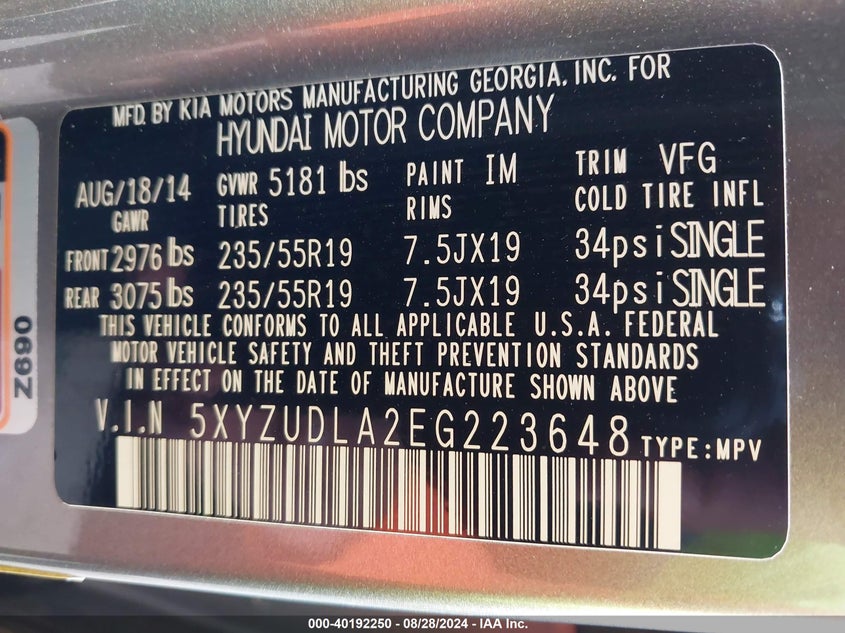 MFD. BY KIA MOTORS MANUFACTURING GEORGIA, INC. FOR
HYUNDAI MOTOR COMPANY
AUG/18/14 GVWR 5181 lbs PAINT IM TRIM VFG
GAWR TIRES RIMS COLD TIRE INFL
FRONT 2976 lbs 235/55R19 7.5JX19 34psi SINGLE
REAR 3075 lbs 235/55R19 7.5JX19 34psi SINGLE
THIS VEHICLE CONFORMS TO ALL APPLICABLE U.S.A. FEDERAL
MOTOR VEHICLE SAFETY AND THEFT PREVENTION STANDARDS
IN EFFECT ON THE DATE OF MANUFACTURE SHOWN ABOVE
V.I.N 5XYZUDLA2EG223648 TYPE:MPV
Z690
000-40192250 - 08/28/2024 - IAA Inc.